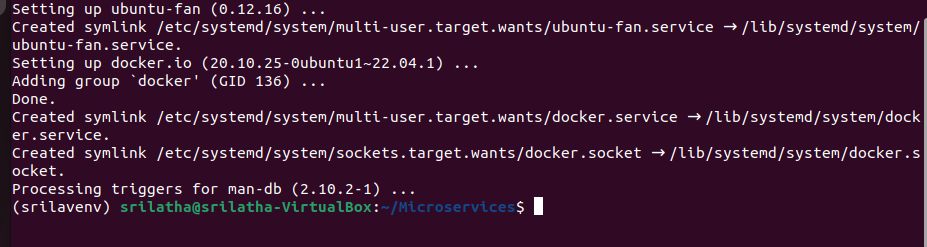 Setting up ubuntu-fan (0.12.16) ...
Created symlink /etc/systemd/system/multi-user.target.wants/ubuntu-fan.service → /lib/systemd/system/
ubuntu-fan.service.
Setting up docker.io (20.10.25-0ubuntu1~22.04.1) ...
Adding group `docker' (GID 136) ...
Done.
Created symlink /etc/systemd/system/multi-user.target.wants/docker.service → /lib/systemd/system/dock
er.service.
Created symlink /etc/systemd/system/sockets.target.wants/docker.socket → /lib/systemd/system/docker.s
ocket.
Processing triggers for man-db (2.10.2-1) ...
(srilavenv) srilatha@srilatha-VirtualBox:~/Microservices$